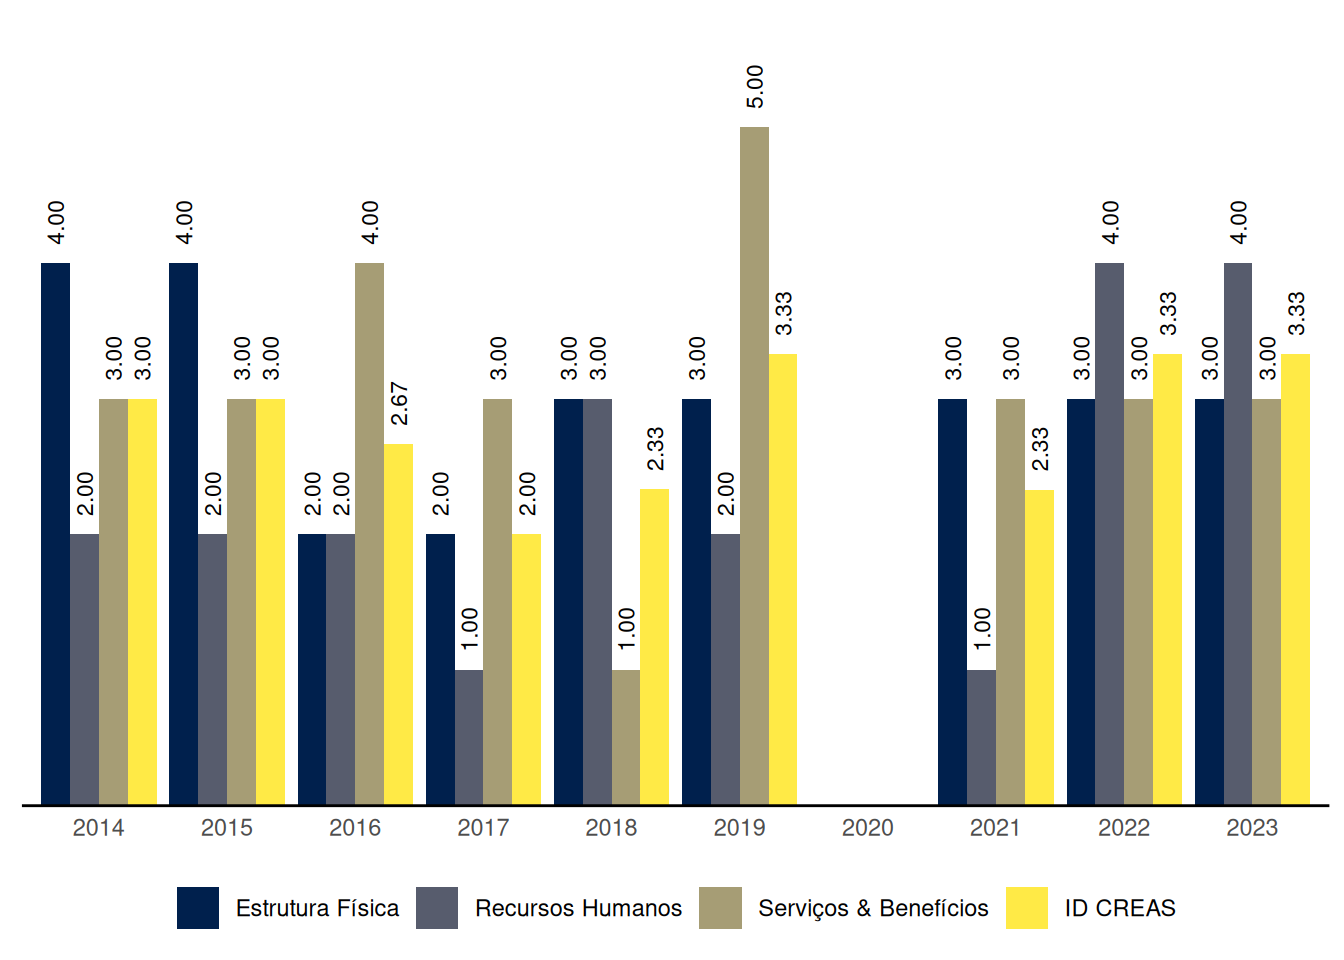 5.00
4.00 4.00 4.00 4.00 4.00
3.33 3.33 3.33
3.00 3.00 3.00 3.00 3.00 3.00 3.00 3.00 3.00 3.00 3.00 3.00 3.00 3.00
2.67
2.33 2.33
2.00 2.00 2.00 2.00 2.00 2.00 2.00
1.00 1.00 1.00
2014 2015 2016 2017 2018 2019 2020 2021 2022 2023
Estrutura Física Recursos Humanos Serviços & Benefícios ID CREAS